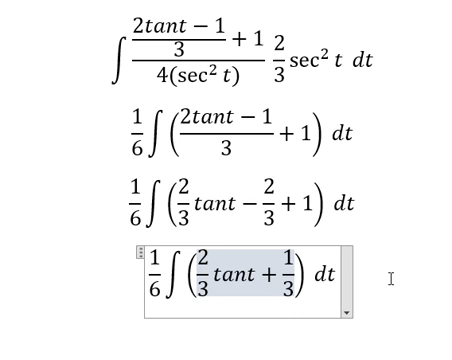 ∫ ((2tant − 1)/3 + 1)/(4(sec² t)) 2/3 sec² t dt
1/6 ∫ ((2tant − 1)/3 + 1) dt
1/6 ∫ (2/3 tant − 2/3 + 1) dt
1/6 ∫ (2/3 tant + 1/3) dt